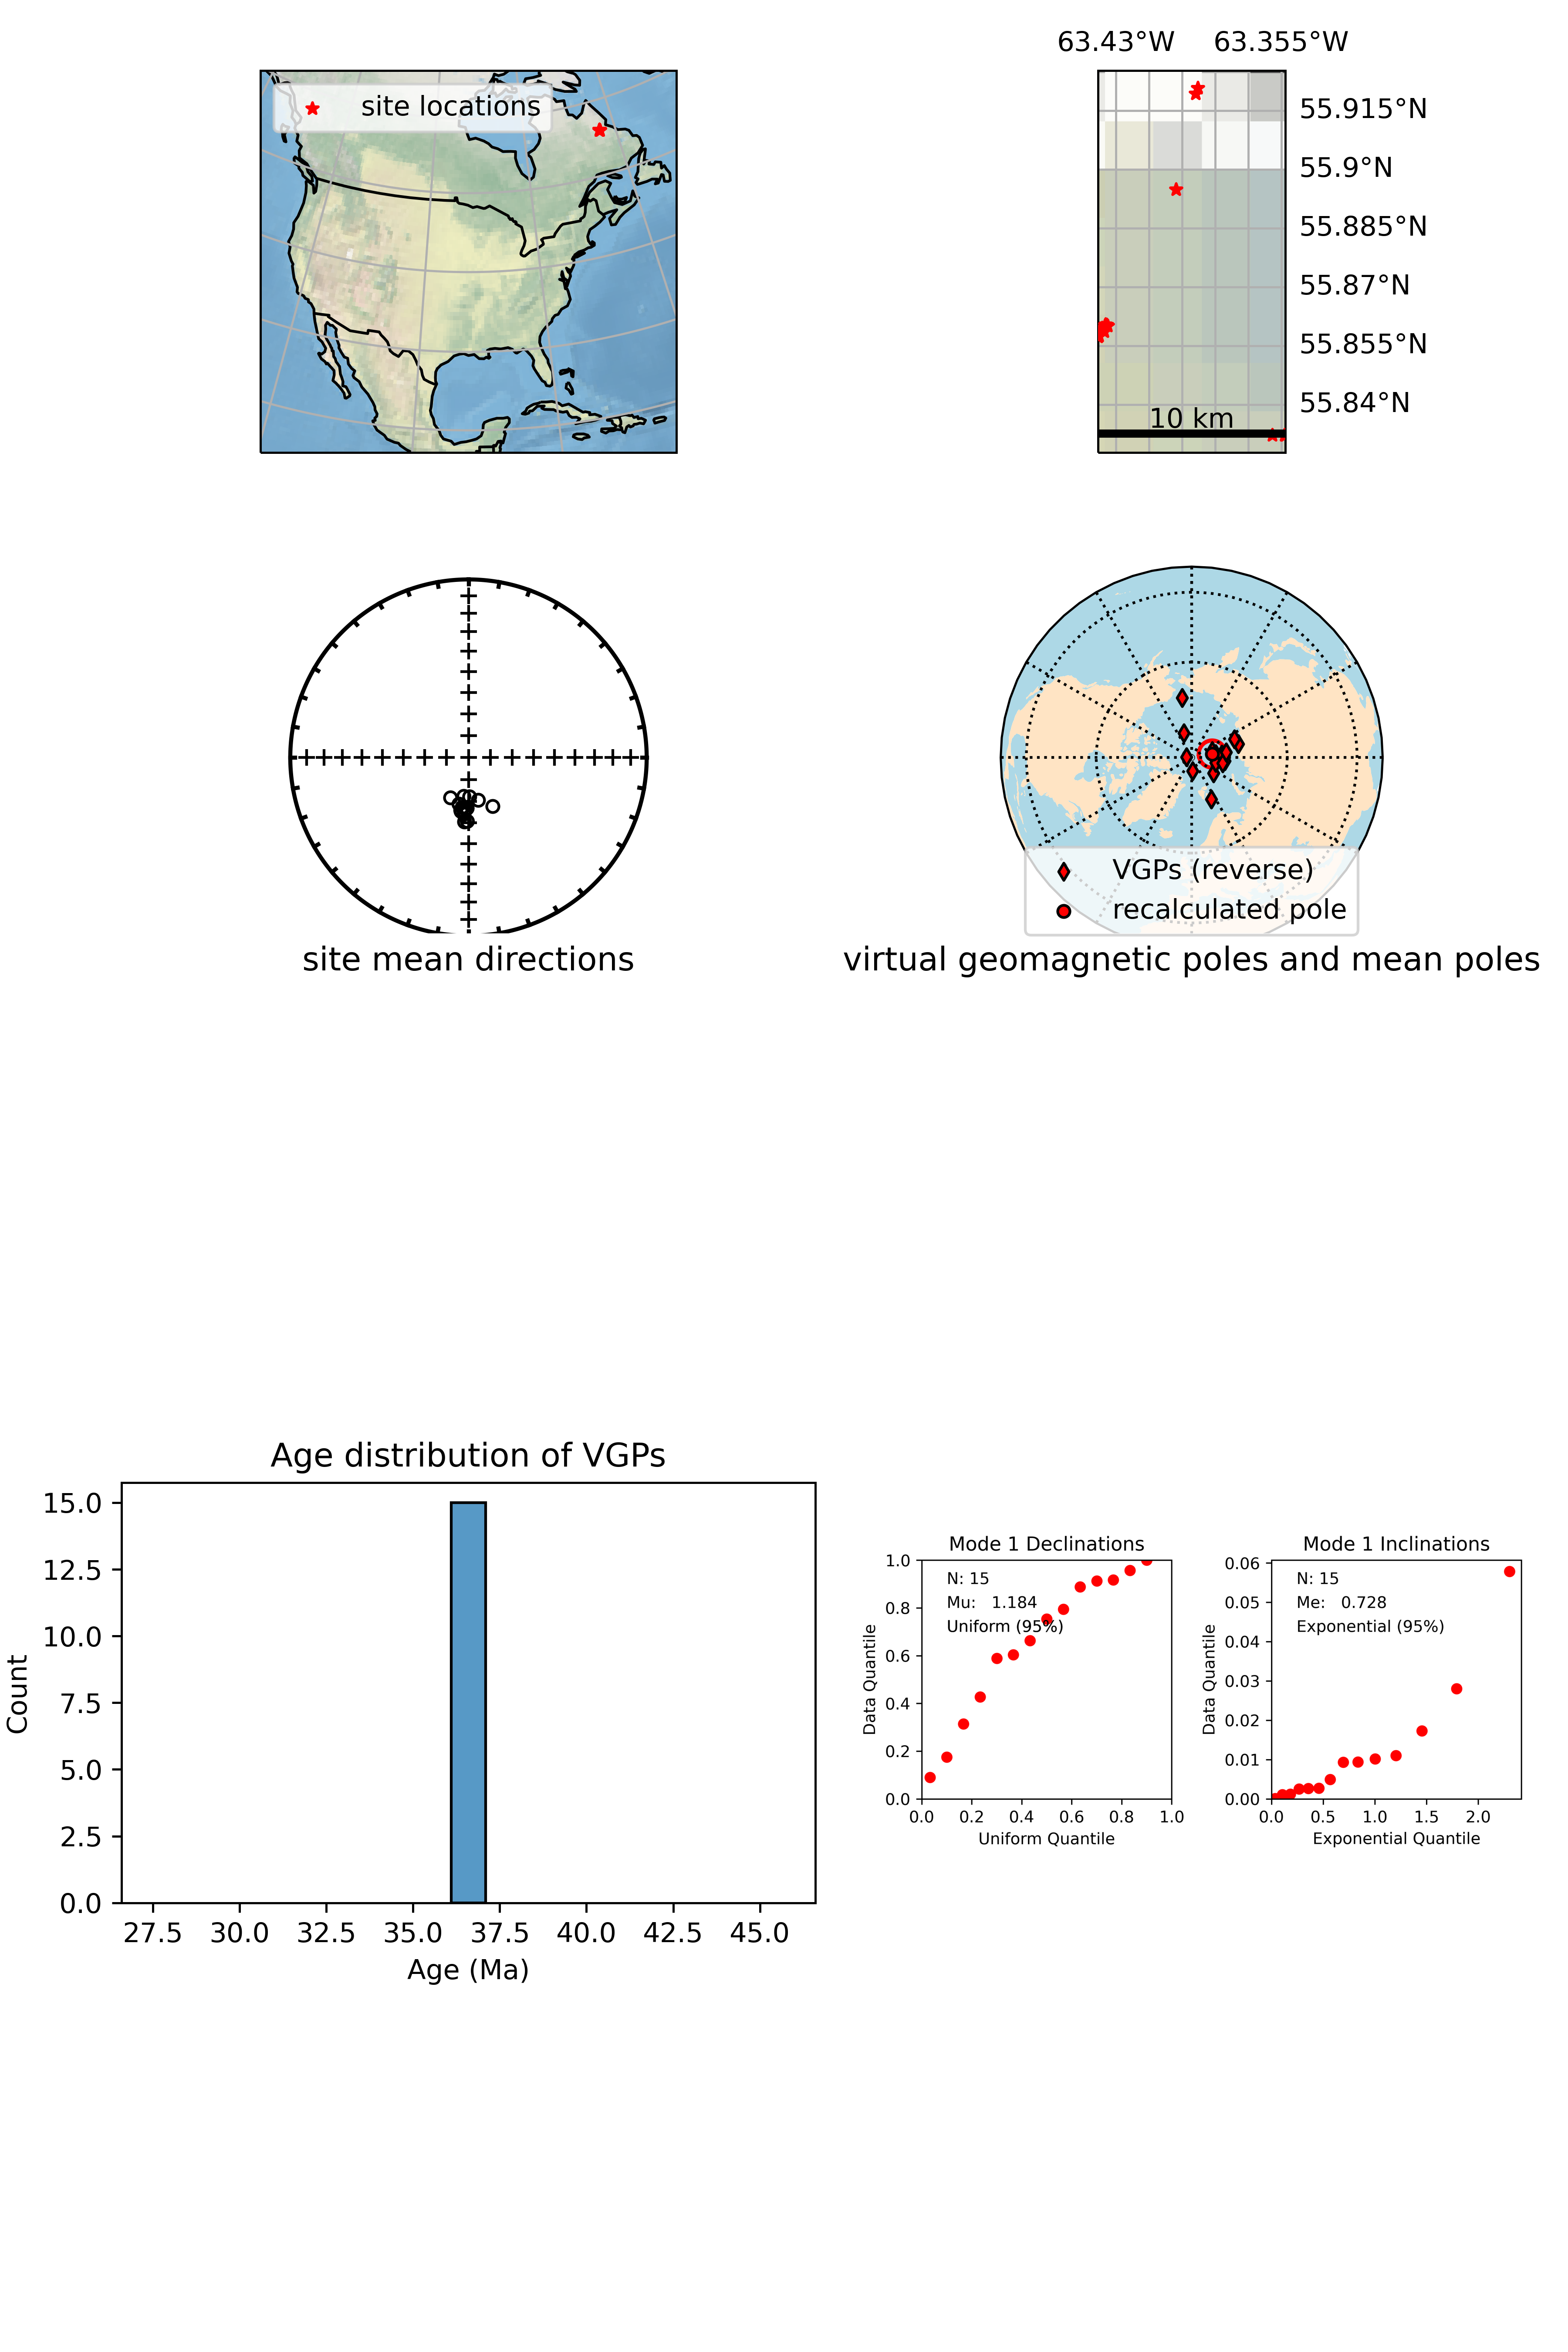 63.43°W 63.355°W
site locations
55.915°N
55.9°N
55.885°N
55.87°N
55.855°N
55.84°N
10 km
VGPs (reverse)
recalculated pole
site mean directions
virtual geomagnetic poles and mean poles
Age distribution of VGPs
15.0
12.5
10.0
7.5
5.0
2.5
0.0
Count
27.5 30.0 32.5 35.0 37.5 40.0 42.5 45.0
Age (Ma)
Mode 1 Declinations
1.0
0.8
0.6
0.4
0.2
0.0
Data Quantile
N: 15
Mu: 1.184
Uniform (95%)
0.0 0.2 0.4 0.6 0.8 1.0
Uniform Quantile
Mode 1 Inclinations
0.06
0.05
0.04
0.03
0.02
0.01
0.00
Data Quantile
N: 15
Me: 0.728
Exponential (95%)
0.0 0.5 1.0 1.5 2.0
Exponential Quantile